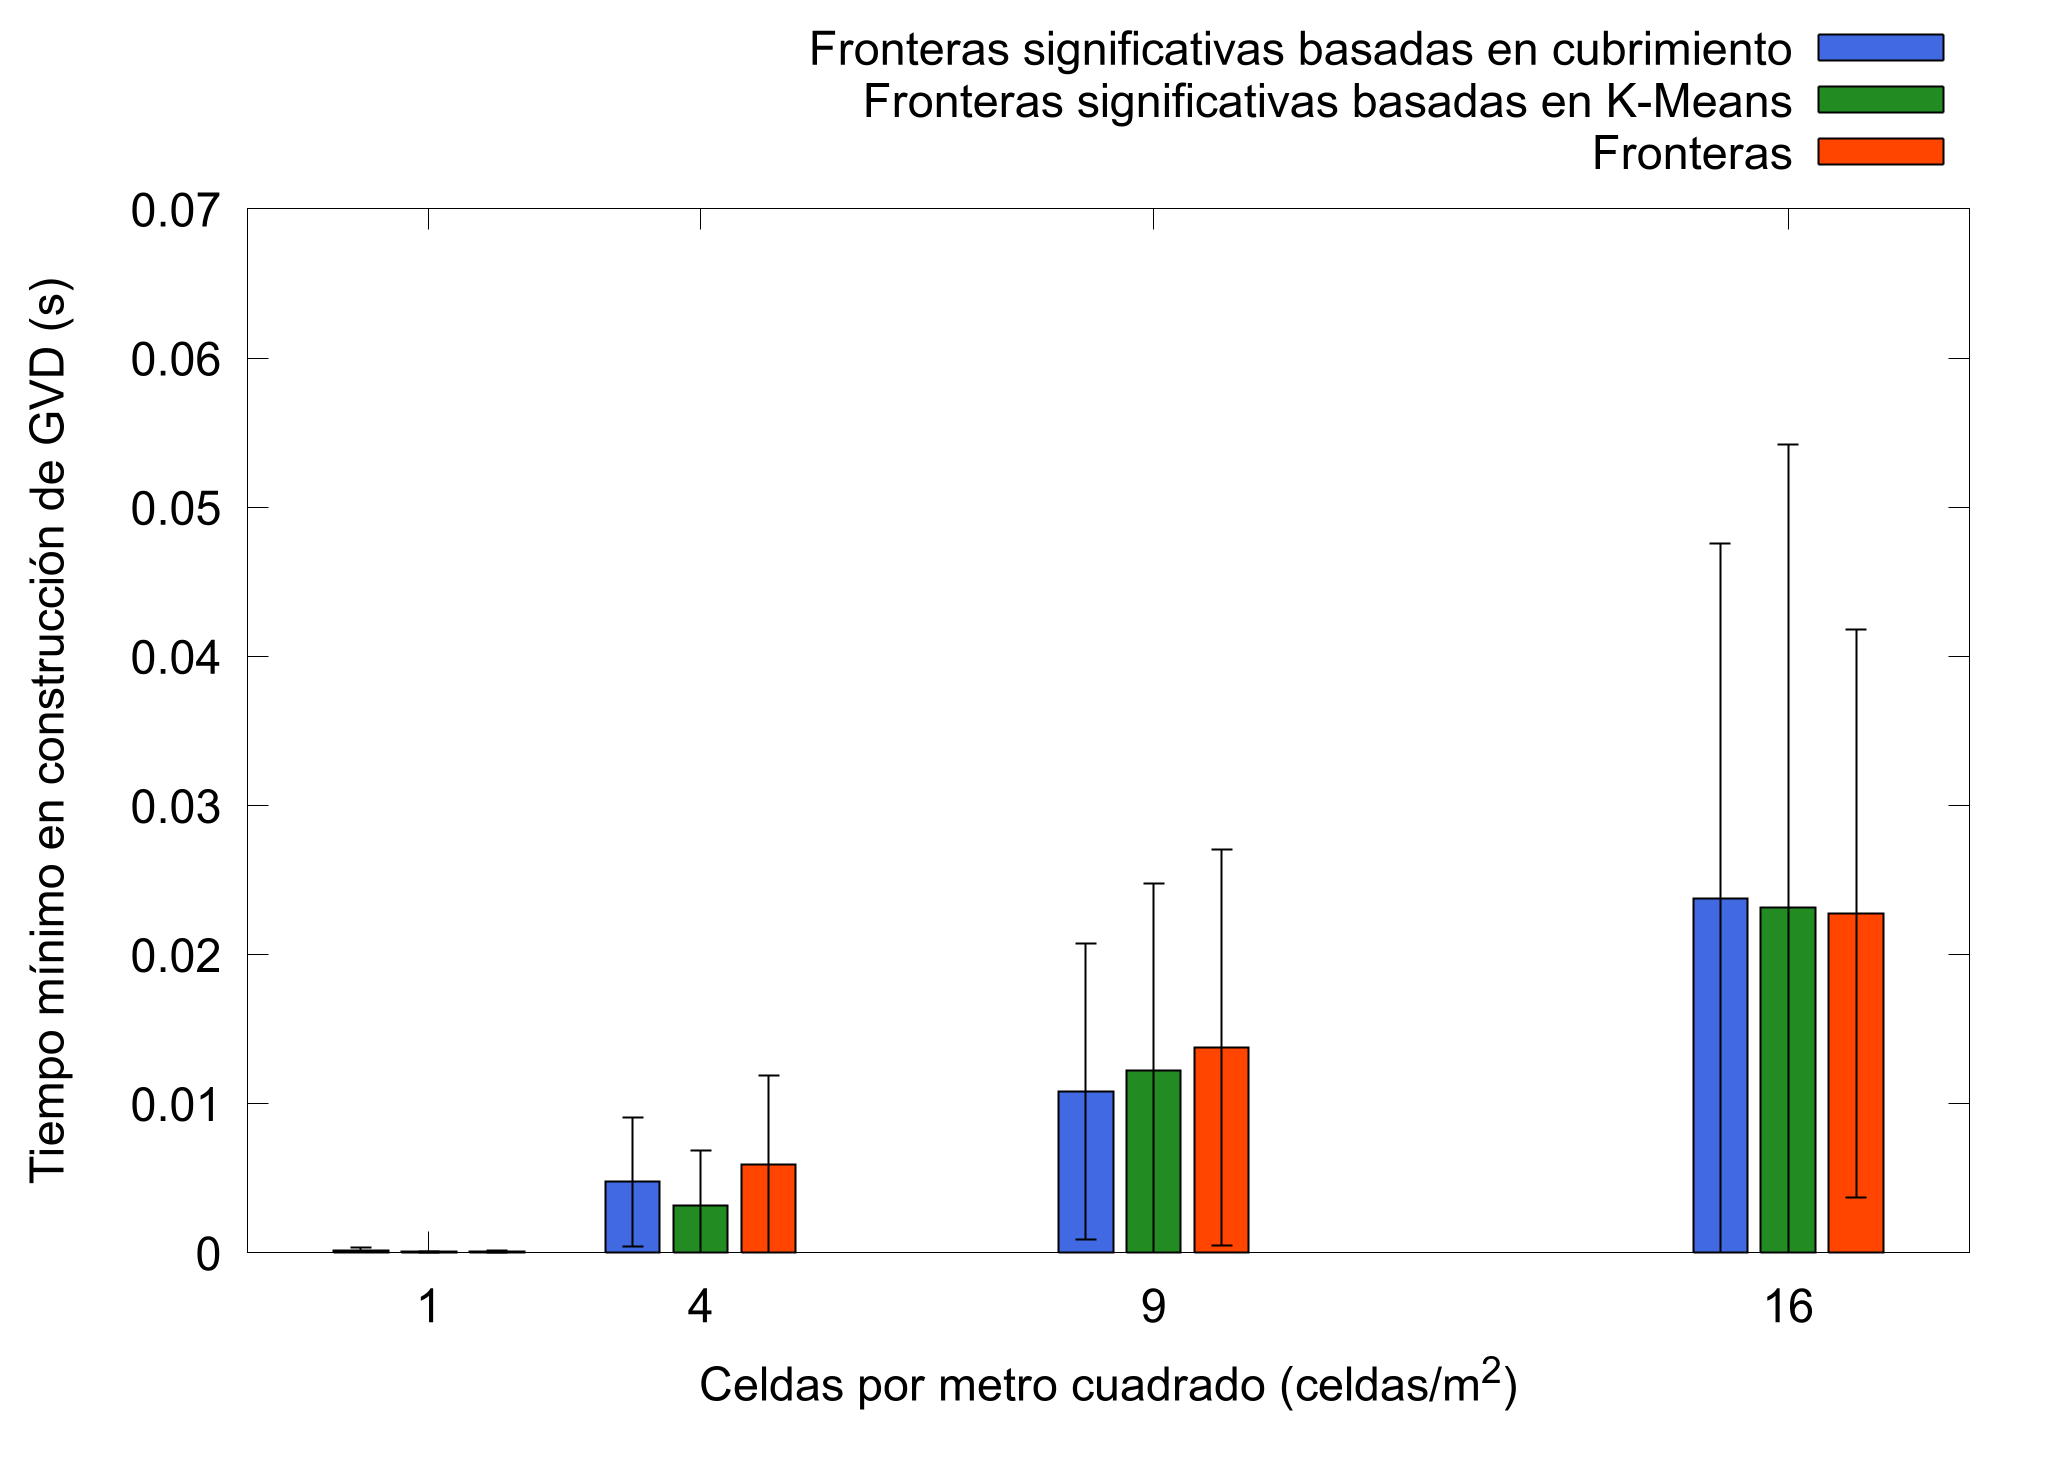 Fronteras significativas basadas en cubrimiento
Fronteras significativas basadas en K-Means
Fronteras
Tiempo mínimo en construcción de GVD (s)
0.07
0.06
0.05
0.04
0.03
0.02
0.01
0
1 4 9 16
Celdas por metro cuadrado (celdas/m²)